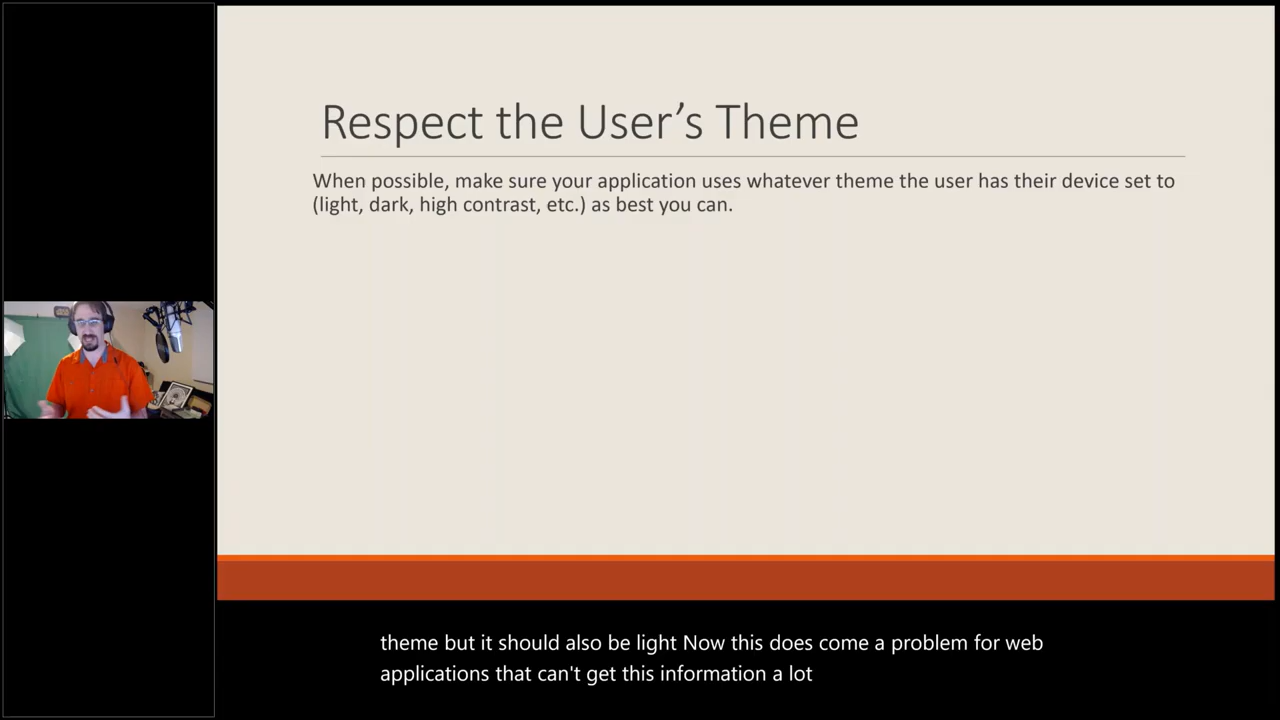 Respect the User's Theme
When possible, make sure your application uses whatever theme the user has their device set to
(light, dark, high contrast, etc.) as best you can.
theme but it should also be light Now this does come a problem for web
applications that can't get this information a lot